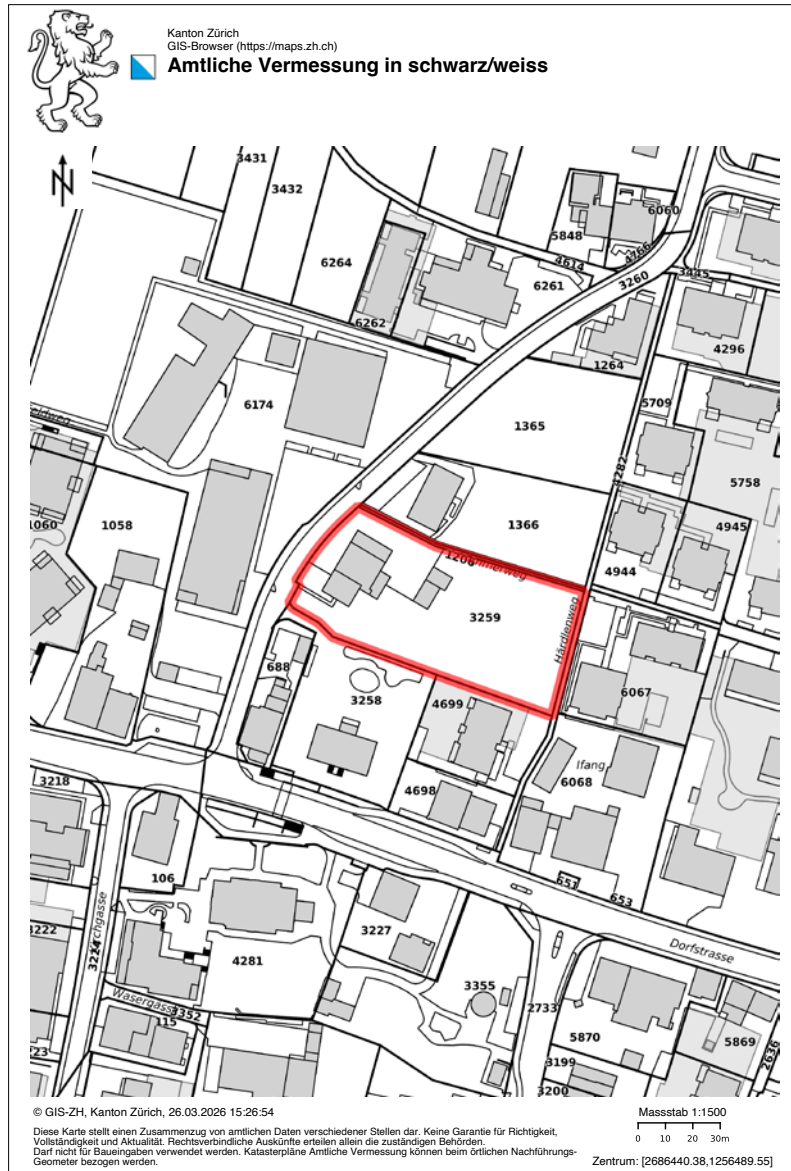 Kanton Zürich
GIS-Browser (https://maps.zh.ch)
Amtliche Vermessung in schwarz/weiss
N
3431
3432
6264
6262
5848
6060
4766
4614
6261
3260
3445
1264
4296
6174
1365
5709
4282
5758
1060
1058
1366
4945
4944
3259
Härdlenweg
688
3258
4699
6067
Ifang
6068
4698
3218
106
651
653
3222
Kirchgasse
3224
3227
Dorfstrasse
4281
3355
Wasergasse
3352
115
2733
5870
5869
2636
3199
3200
© GIS-ZH, Kanton Zürich, 26.03.2026 15:26:54
Diese Karte stellt einen Zusammenzug von amtlichen Daten verschiedener Stellen dar. Keine Garantie für Richtigkeit,
Vollständigkeit und Aktualität. Rechtsverbindliche Auskünfte erteilen allein die zuständigen Behörden.
Darf nicht für Baueingaben verwendet werden. Katasterpläne Amtliche Vermessung können beim örtlichen Nachführungs-
Geometer bezogen werden.
Massstab 1:1500
0 10 20 30m
Zentrum: [2686440.38,1256489.55]